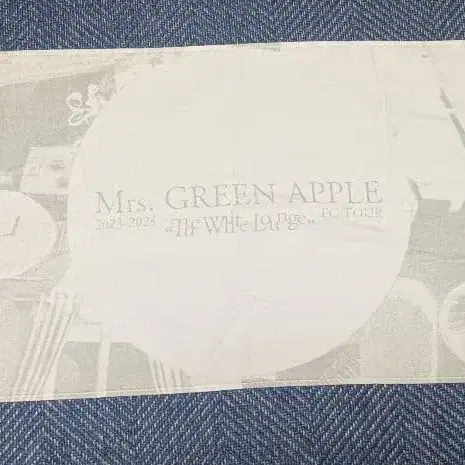 Mrs. GREEN APPLE
2023-2024 "The White Lounge" FC TOUR